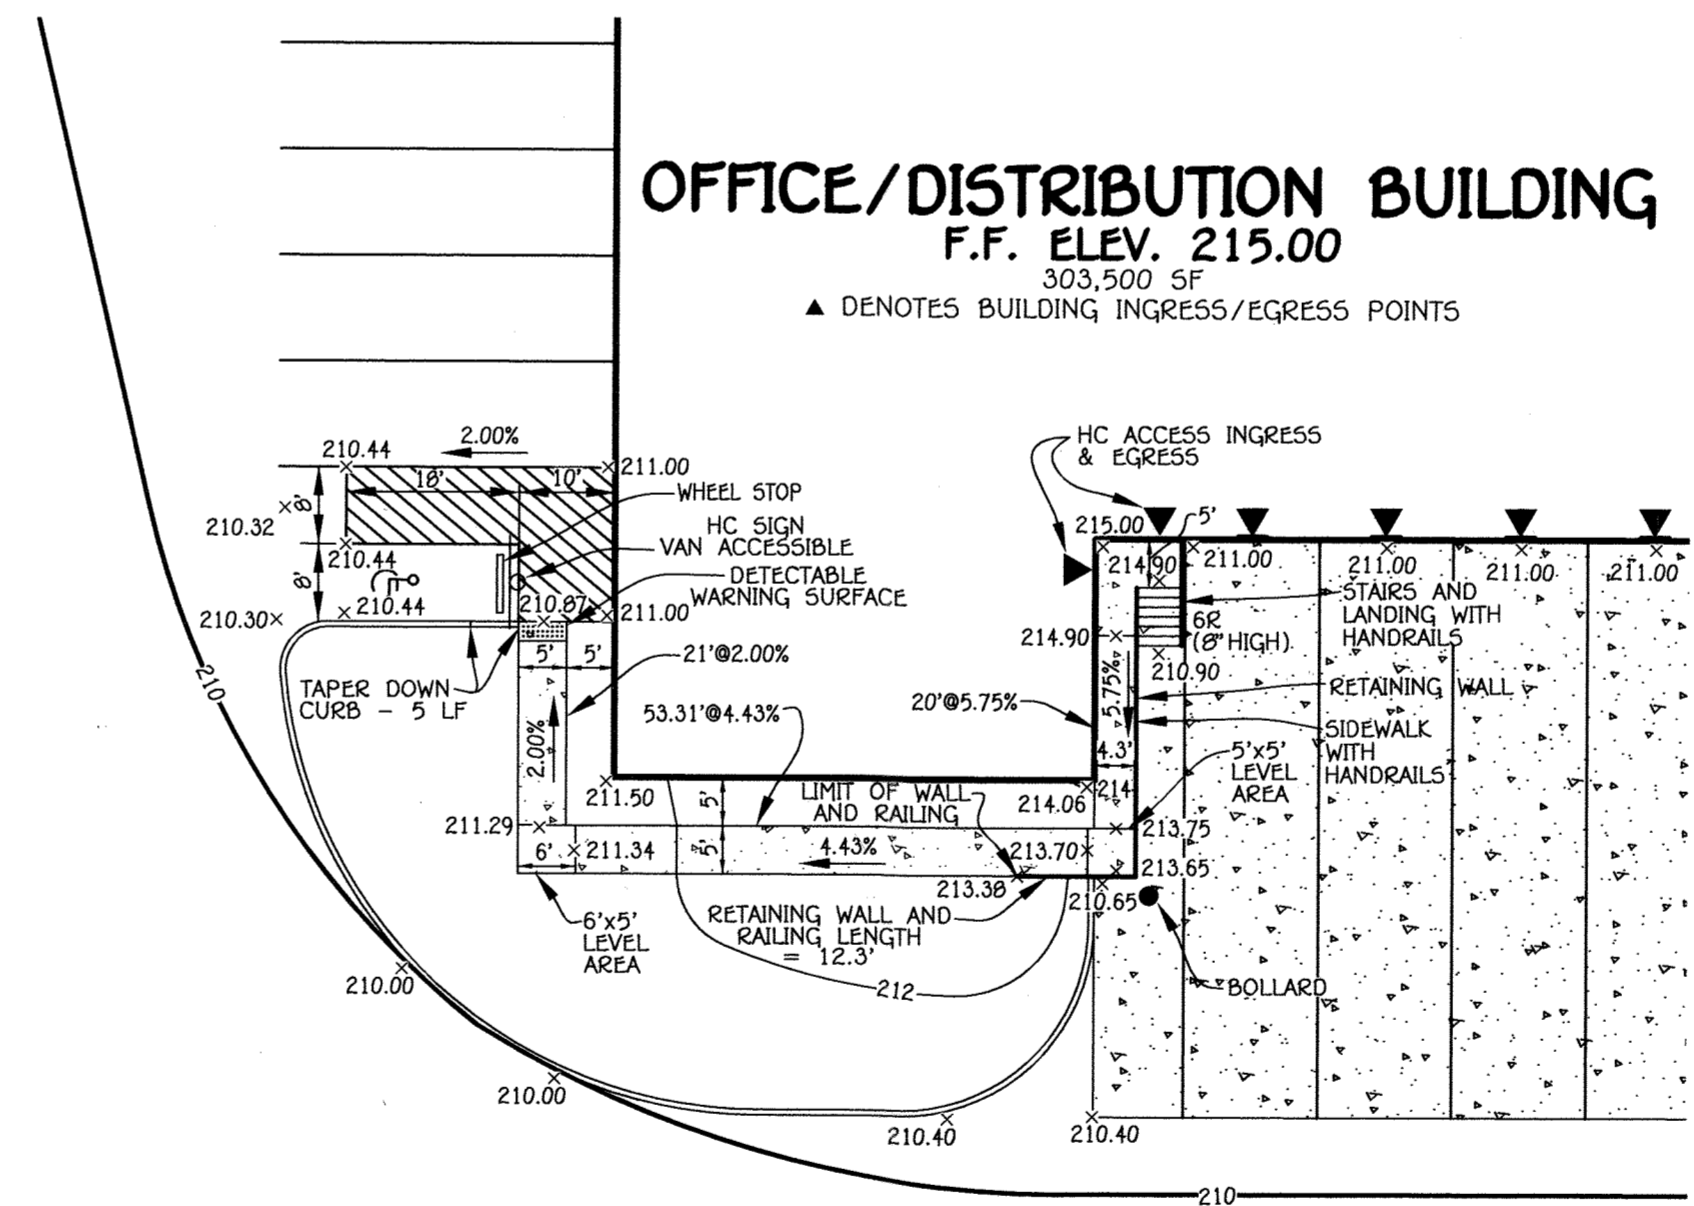 OFFICE/DISTRIBUTION BUILDING
F.F. ELEV. 215.00
303,500 SF
▲ DENOTES BUILDING INGRESS/EGRESS POINTS
2.00%
210.44
211.00
18'
10'
8'
210.32
WHEEL STOP
HC SIGN
VAN ACCESSIBLE
210.44
8'
DETECTABLE
WARNING SURFACE
210.44
210.87
211.00
210.30
5'
5'
21'@2.00%
TAPER DOWN
CURB - 5 LF
210
53.31'@4.43%
2.00%
HC ACCESS INGRESS
& EGRESS
215.00
5'
214.90
211.00
211.00
211.00
211.00
STAIRS AND
LANDING WITH
HANDRAILS
6R
(8"HIGH)
214.90
210.90
5.75%
RETAINING WALL
20'@5.75%
SIDEWALK
WITH
HANDRAILS
4.3'
5'x5'
LEVEL
AREA
211.50
5'
LIMIT OF WALL
AND RAILING
214.06
214
211.29
213.75
6'
211.34
5'
4.43%
213.70
213.65
213.38
210.65
6'x5'
LEVEL
AREA
RETAINING WALL AND
RAILING LENGTH
= 12.3'
212
BOLLARD
210.00
210.00
210.40
210.40
210